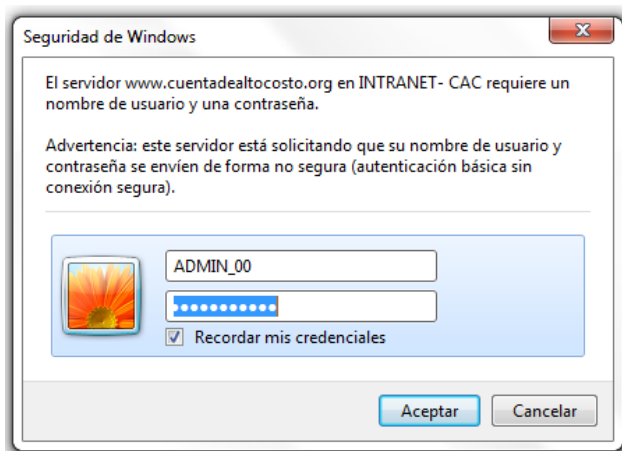 Seguridad de Windows
El servidor www.cuentadealtocosto.org en INTRANET- CAC requiere un
nombre de usuario y una contraseña.
Advertencia: este servidor está solicitando que su nombre de usuario y
contraseña se envíen de forma no segura (autenticación básica sin
conexión segura).
ADMIN_00
Recordar mis credenciales
Aceptar
Cancelar